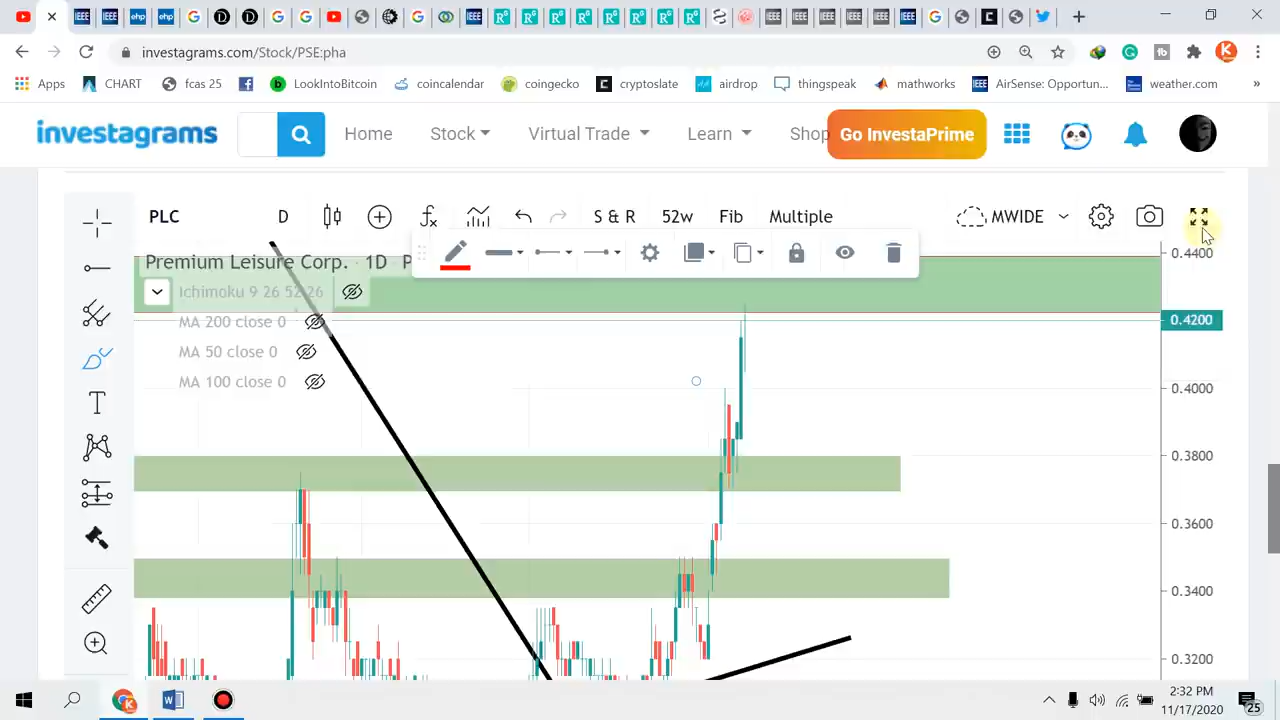 investagrams.com/Stock/PSE:pha
Apps CHART fcas 25 LookIntoBitcoin coincalendar coingecko cryptoslate airdrop thingspeak mathworks AirSense: Opportun... weather.com »
investagrams Home Stock Virtual Trade Learn Shop Go InvestaPrime
PLC D S & R 52w Fib Multiple MWIDE
Premium Leisure Corp. · 1D · P
0.4400
Ichimoku 9 26 52 26
MA 200 close 0
0.4200
MA 50 close 0
MA 100 close 0
0.4000
0.3800
0.3600
0.3400
0.3200
2:32 PM
11/17/2020
25